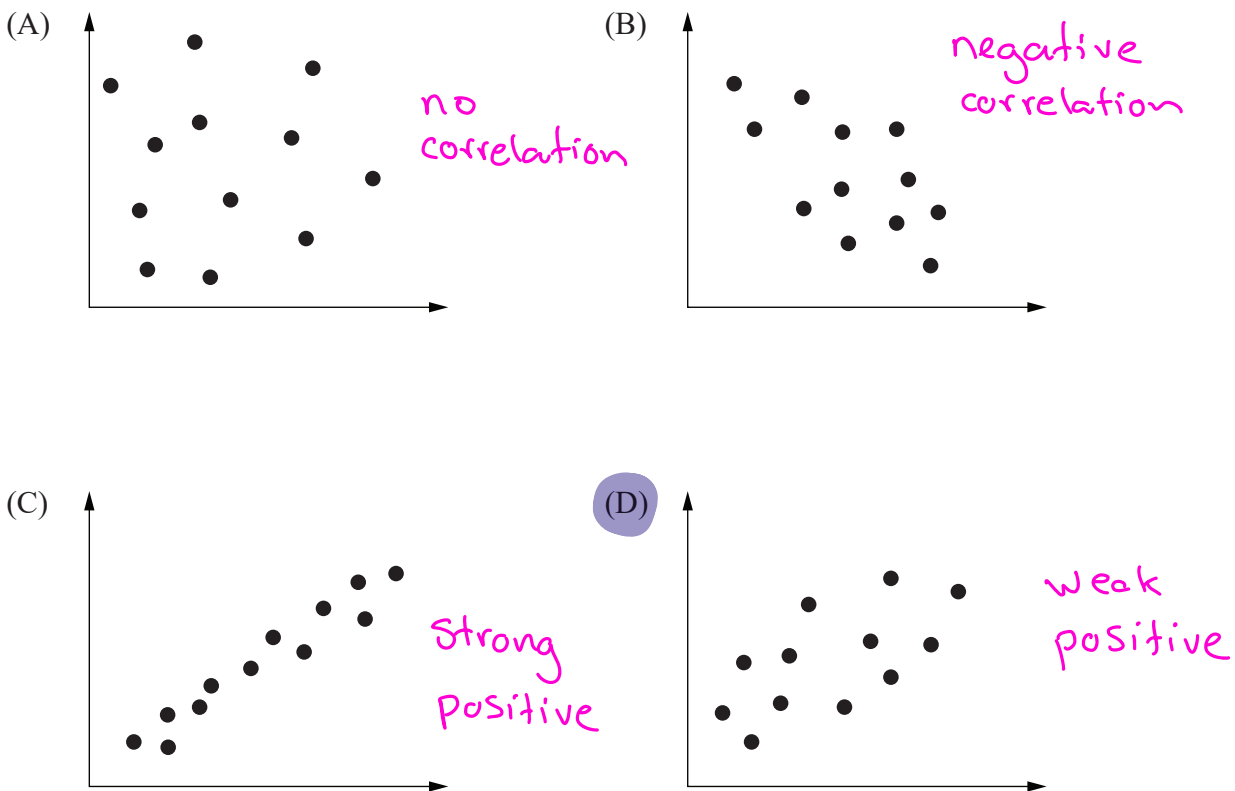 (A)
no
correlation
(B)
negative
correlation
(C)
strong
positive
(D)
weak
positive